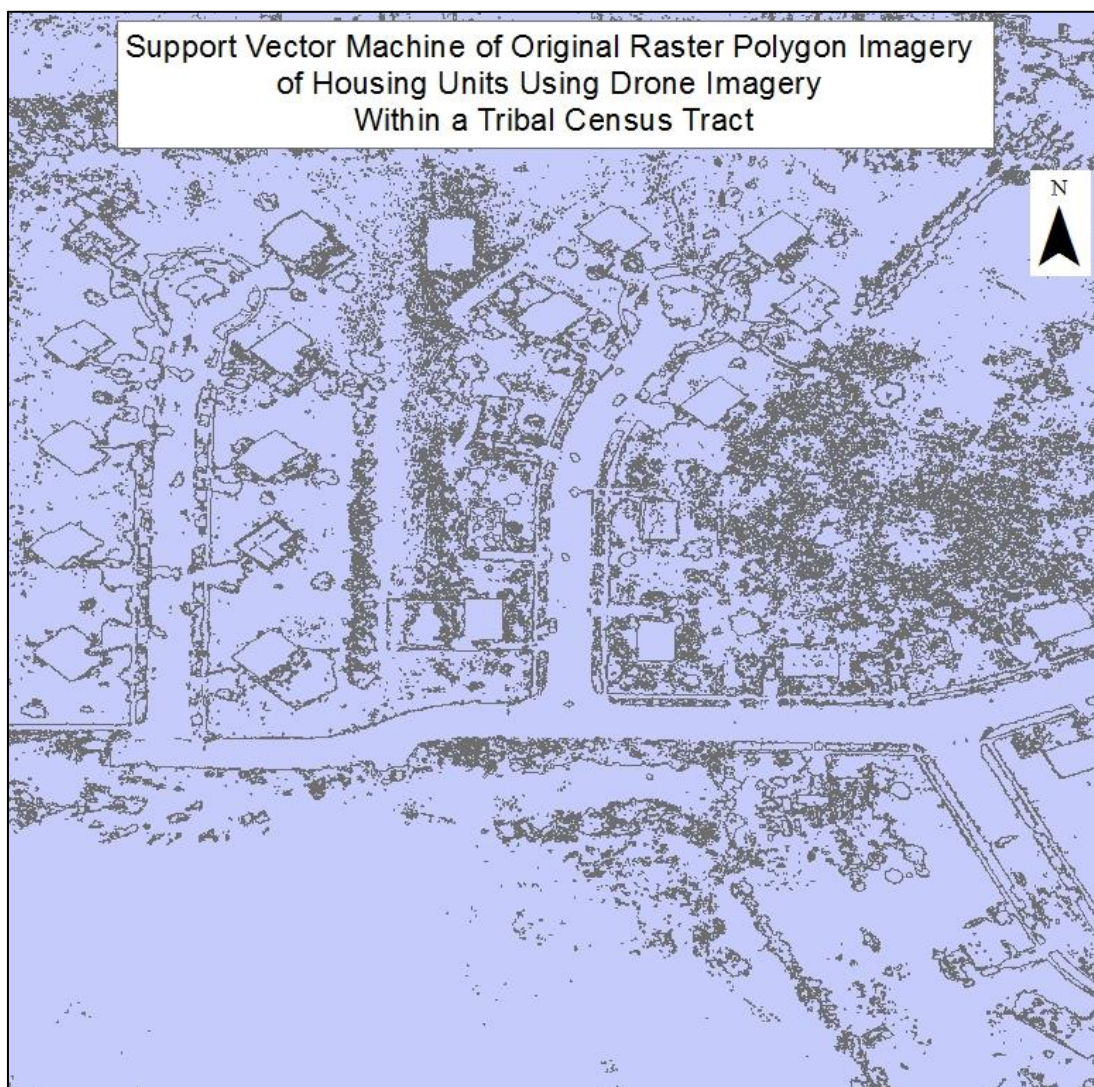 Support Vector Machine of Original Raster Polygon Imagery
of Housing Units Using Drone Imagery
Within a Tribal Census Tract
N